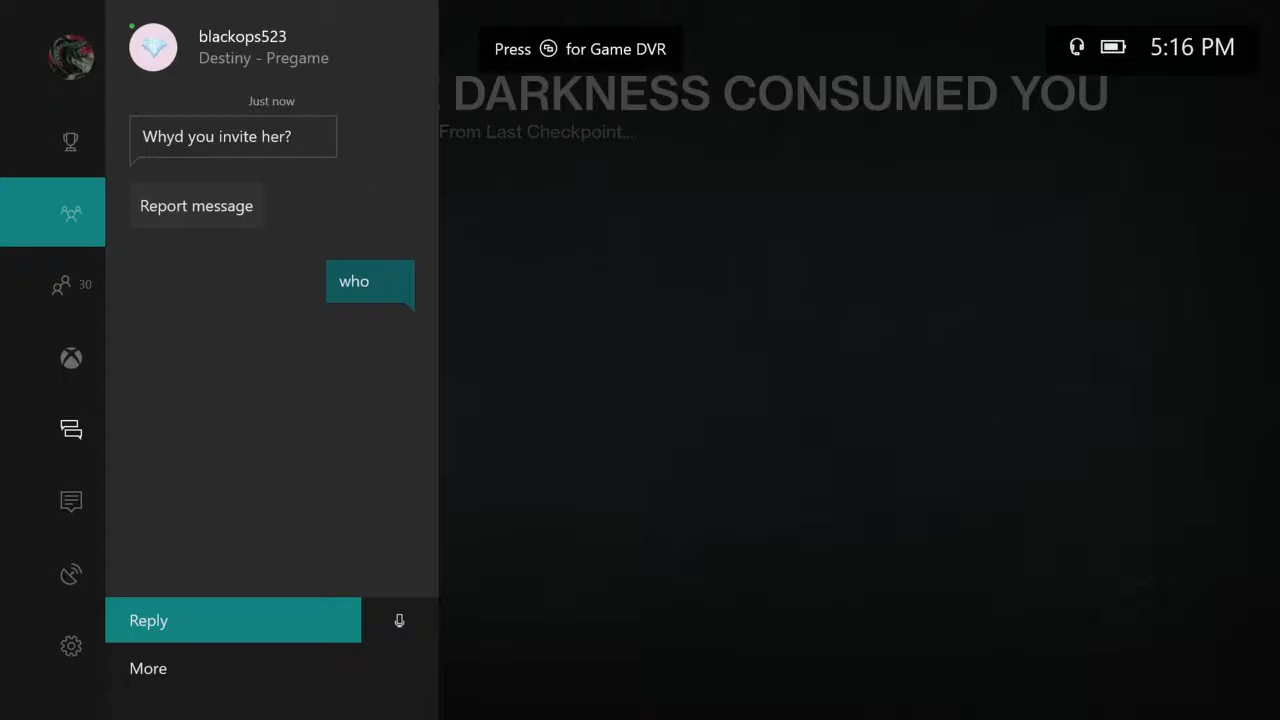 blackops523
Destiny - Pregame
Press for Game DVR
5:16 PM
DARKNESS CONSUMED YOU
From Last Checkpoint...
Just now
Whyd you invite her?
Report message
who
30
Reply
More